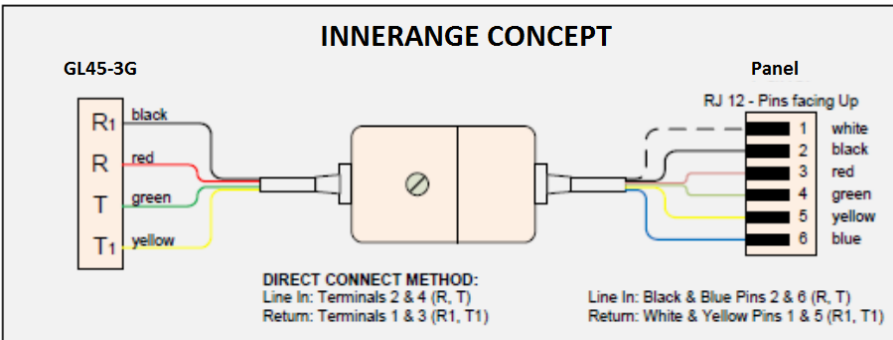 INNERANGE CONCEPT
GL45-3G
Panel
RJ 12 - Pins facing Up
R1 black
R red
T green
T1 yellow
1 white
2 black
3 red
4 green
5 yellow
6 blue
DIRECT CONNECT METHOD:
Line In: Terminals 2 & 4 (R, T)
Return: Terminals 1 & 3 (R1, T1)
Line In: Black & Blue Pins 2 & 6 (R, T)
Return: White & Yellow Pins 1 & 5 (R1, T1)